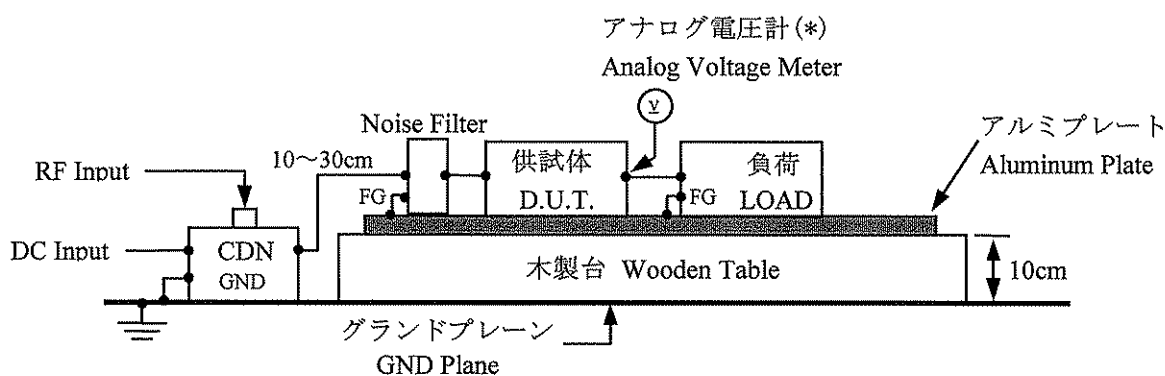 アナログ電圧計(*)
Analog Voltage Meter
V
Noise Filter
アルミプレート
Aluminum Plate
10～30cm
供試体
D.U.T.
負荷
LOAD
RF Input
FG
FG
DC Input
CDN
GND
木製台 Wooden Table
10cm
グランドプレーン
GND Plane